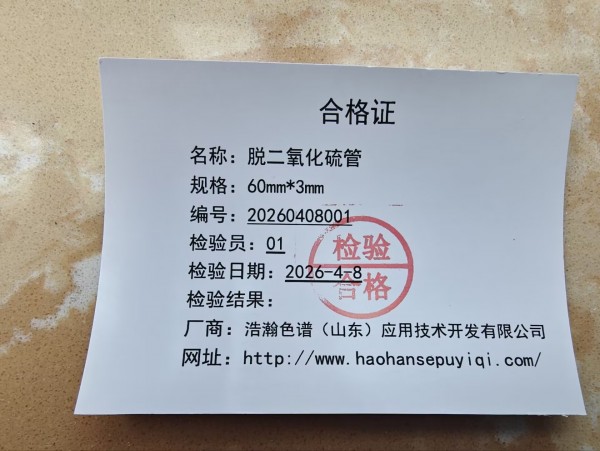 合格证
名称：脱二氧化硫管
规格：60mm*3mm
编号：20260408001
检验员：01
检验日期：2026-4-8
检验结果：
检验
合格
厂商：浩瀚色谱（山东）应用技术开发有限公司
网址：http://www.haohansepuyiqi.com/